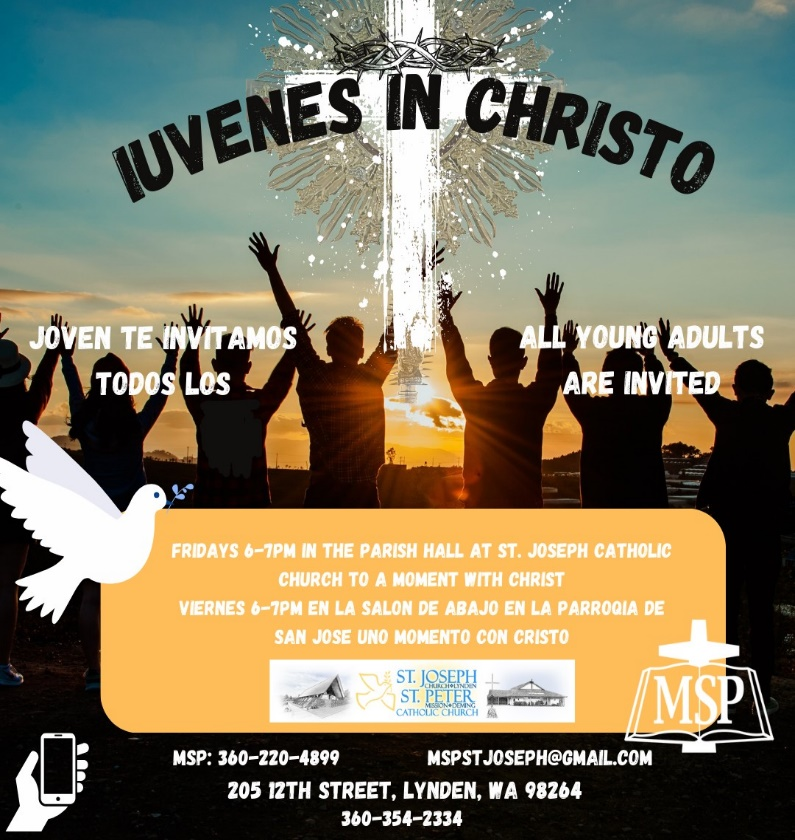 IUVENES IN CHRISTO
JOVEN TE INVITAMOS
TODOS LOS
ALL YOUNG ADULTS
ARE INVITED
FRIDAYS 6-7PM IN THE PARISH HALL AT ST. JOSEPH CATHOLIC
CHURCH TO A MOMENT WITH CHRIST
VIERNES 6-7PM EN LA SALON DE ABAJO EN LA PARROQIA DE
SAN JOSE UNO MOMENTO CON CRISTO
ST. JOSEPH
CHURCH•LYNDEN
ST. PETER
MISSION•DEMING
CATHOLIC CHURCH
MSP
MSP: 360-220-4899
MSPSTJOSEPH@GMAIL.COM
205 12TH STREET, LYNDEN, WA 98264
360-354-2334